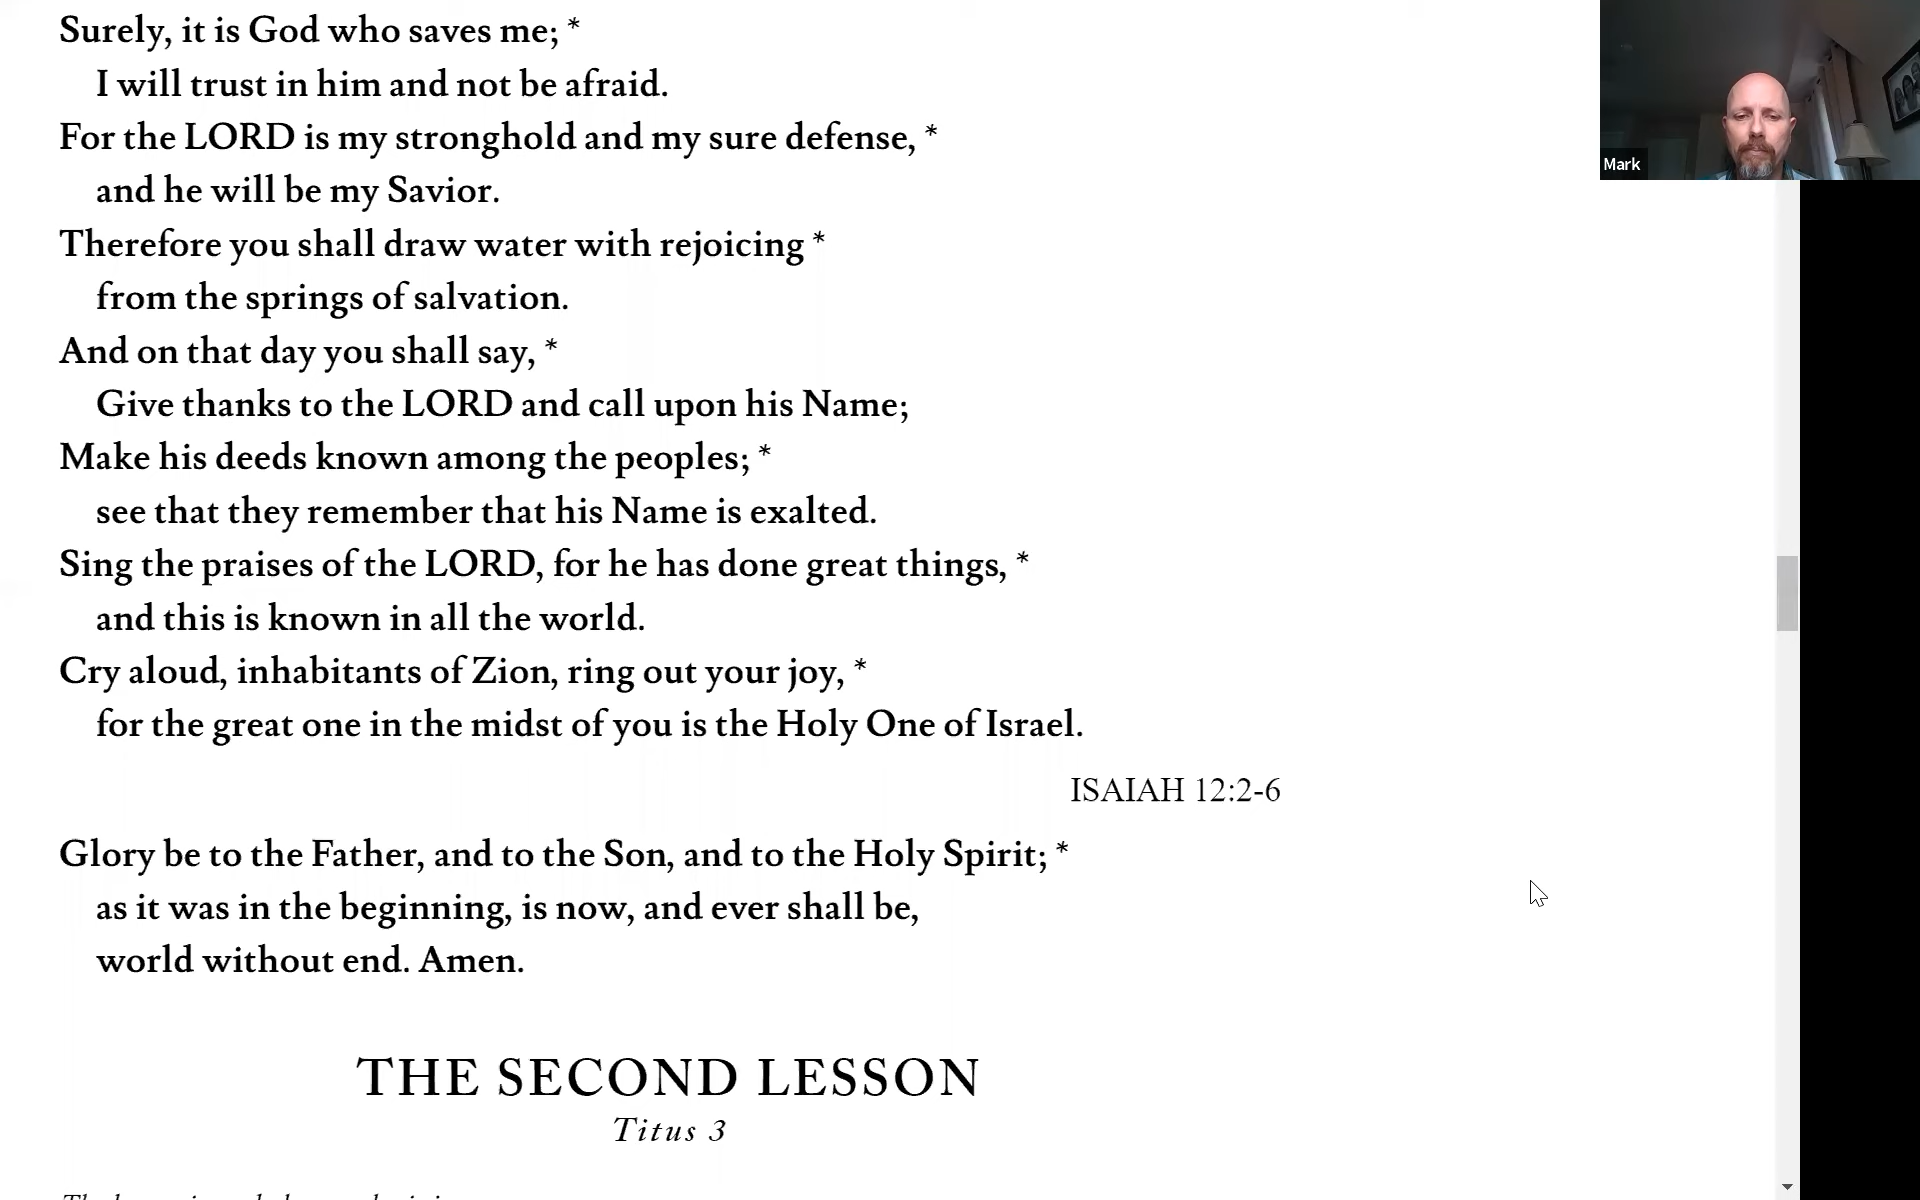 Surely, it is God who saves me; *
I will trust in him and not be afraid.
For the LORD is my stronghold and my sure defense, *
and he will be my Savior.
Therefore you shall draw water with rejoicing *
from the springs of salvation.
And on that day you shall say, *
Give thanks to the LORD and call upon his Name;
Make his deeds known among the peoples; *
see that they remember that his Name is exalted.
Sing the praises of the LORD, for he has done great things, *
and this is known in all the world.
Cry aloud, inhabitants of Zion, ring out your joy, *
for the great one in the midst of you is the Holy One of Israel.
ISAIAH 12:2-6
Glory be to the Father, and to the Son, and to the Holy Spirit; *
as it was in the beginning, is now, and ever shall be,
world without end. Amen.
THE SECOND LESSON
Titus 3
Mark